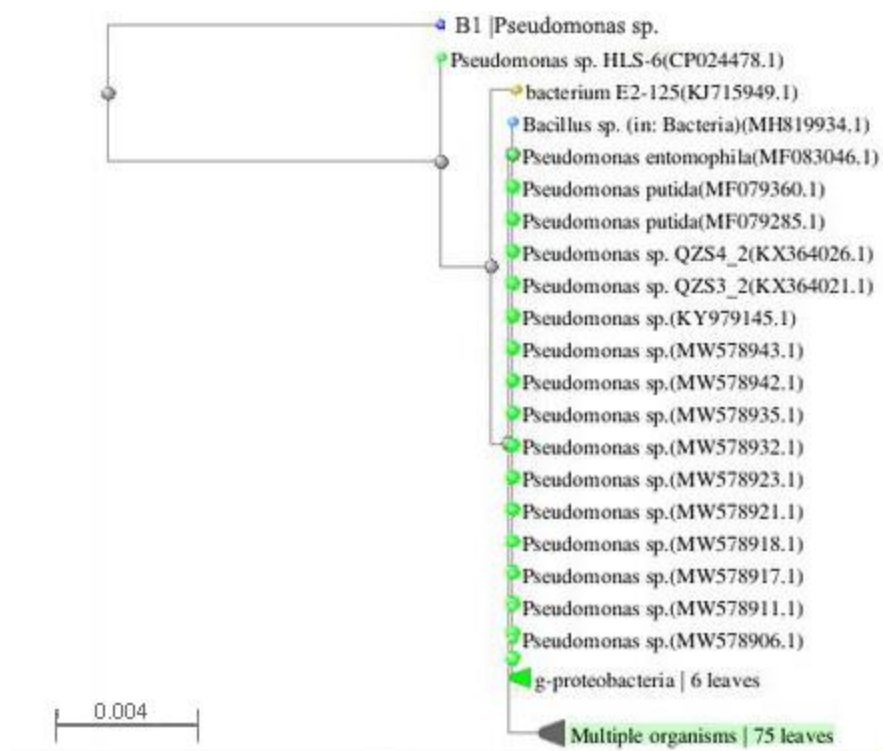 B1 |Pseudomonas sp.
Pseudomonas sp. HLS-6(CP024478.1)
bacterium E2-125(KJ715949.1)
Bacillus sp. (in: Bacteria)(MH819934.1)
Pseudomonas entomophila(MF083046.1)
Pseudomonas putida(MF079360.1)
Pseudomonas putida(MF079285.1)
Pseudomonas sp. QZS4_2(KX364026.1)
Pseudomonas sp. QZS3_2(KX364021.1)
Pseudomonas sp.(KY979145.1)
Pseudomonas sp.(MW578943.1)
Pseudomonas sp.(MW578942.1)
Pseudomonas sp.(MW578935.1)
Pseudomonas sp.(MW578932.1)
Pseudomonas sp.(MW578923.1)
Pseudomonas sp.(MW578921.1)
Pseudomonas sp.(MW578918.1)
Pseudomonas sp.(MW578917.1)
Pseudomonas sp.(MW578911.1)
Pseudomonas sp.(MW578906.1)
g-proteobacteria | 6 leaves
0.004
Multiple organisms | 75 leaves